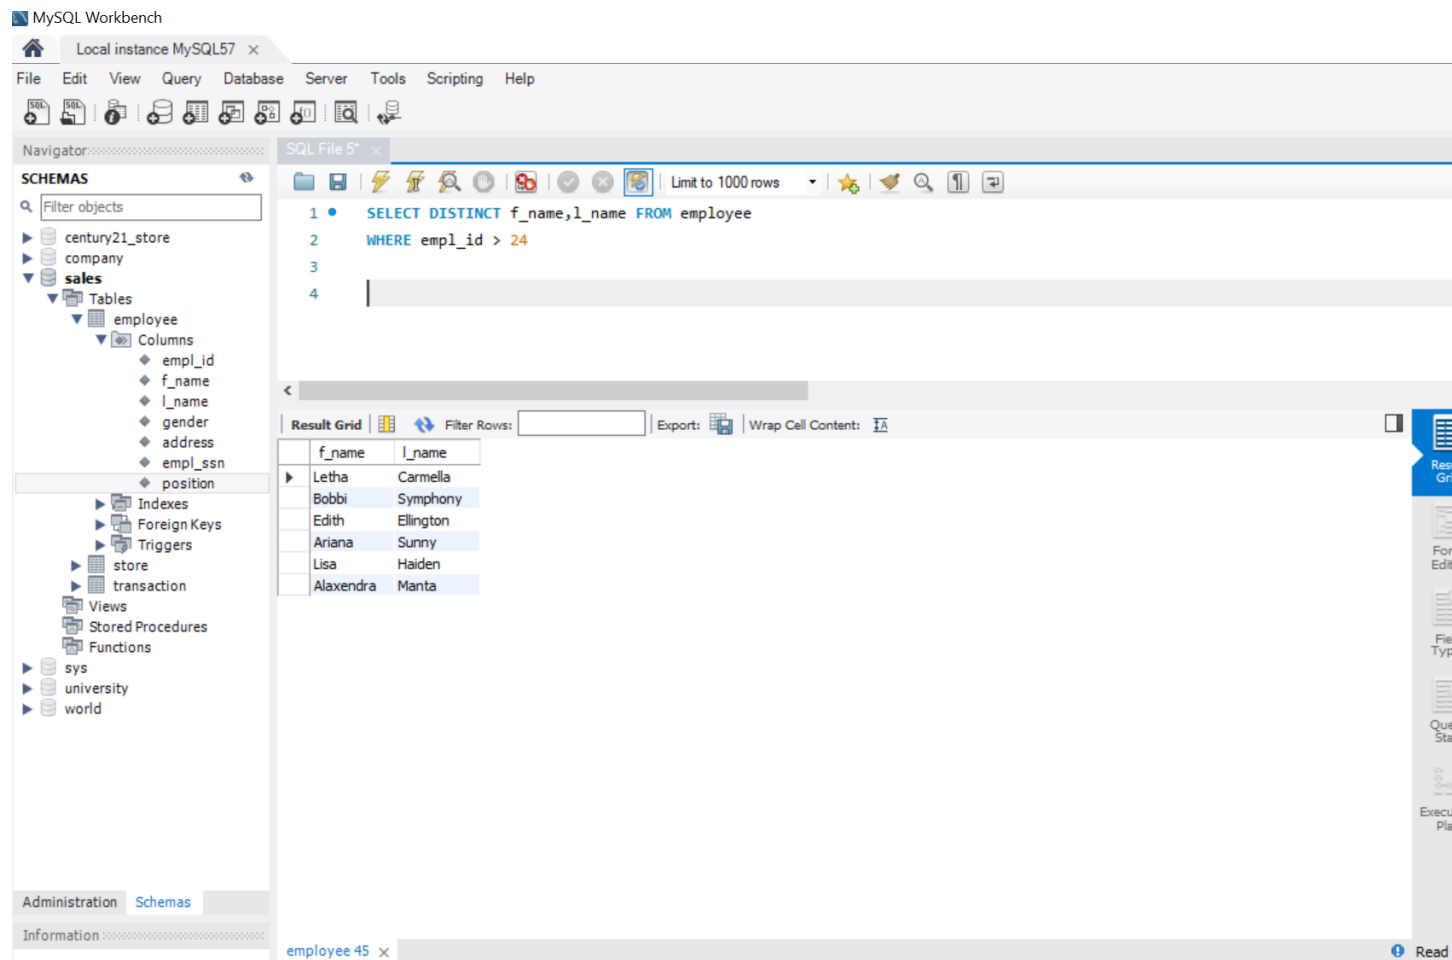 MySQL Workbench
Local instance MySQL57
File Edit View Query Database Server Tools Scripting Help
Navigator
SCHEMAS
Filter objects
century21_store
company
sales
Tables
employee
Columns
empl_id
f_name
l_name
gender
address
empl_ssn
position
Indexes
Foreign Keys
Triggers
store
transaction
Views
Stored Procedures
Functions
sys
university
world
Administration Schemas
Information
SQL File 5*
Limit to 1000 rows
1 SELECT DISTINCT f_name,l_name FROM employee
2 WHERE empl_id > 24
3
4
Result Grid Filter Rows: Export: Wrap Cell Content:
f_name l_name
Letha Carmella
Bobbi Symphony
Edith Ellington
Ariana Sunny
Lisa Haiden
Alaxendra Manta
employee 45
Read